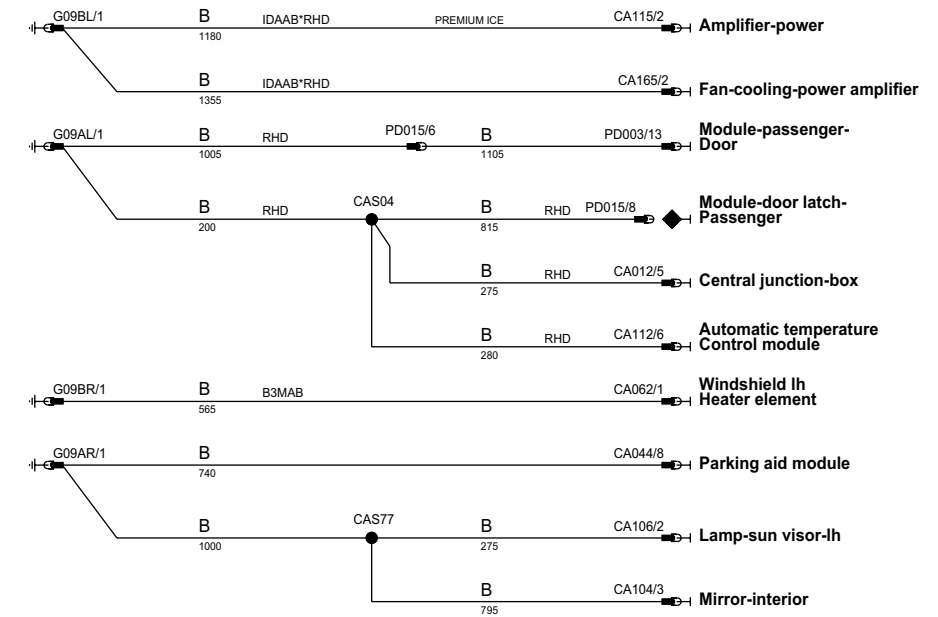 G09BL/1 B IDAAB*RHD PREMIUM ICE CA115/2 Amplifier-power
1180
B IDAAB*RHD CA165/2 Fan-cooling-power amplifier
1355
G09AL/1 B RHD PD015/6 B PD003/13 Module-passenger-
Door
1005 1105
B RHD CAS04 B RHD PD015/8 Module-door latch-
Passenger
200 815
B RHD CA012/5 Central junction-box
275
B RHD CA112/6 Automatic temperature
Control module
280
G09BR/1 B B3MAB CA062/1 Windshield lh
Heater element
565
G09AR/1 B CA044/8 Parking aid module
740
B CAS77 B CA106/2 Lamp-sun visor-lh
1000 275
B CA104/3 Mirror-interior
795